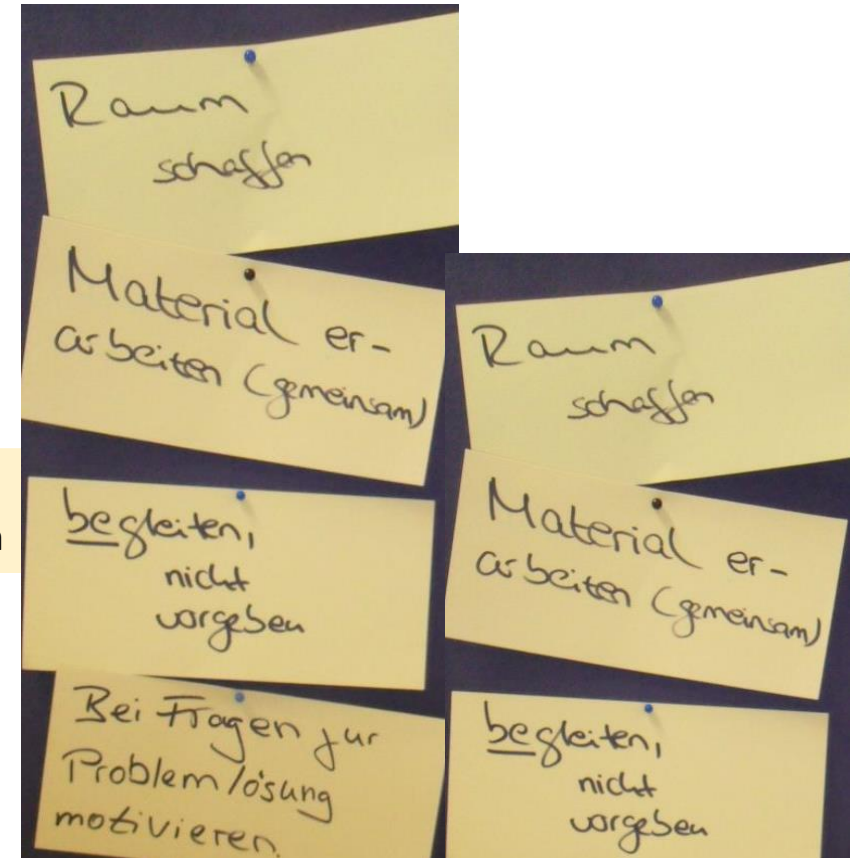 Raum
schaffen
Material er-
arbeiten (gemeinsam)
begleiten,
nicht
vorgeben
Bei Fragen zur
Problemlösung
motivieren.
Raum
schaffen
Material er-
arbeiten (gemeinsam)
begleiten,
nicht
vorgeben